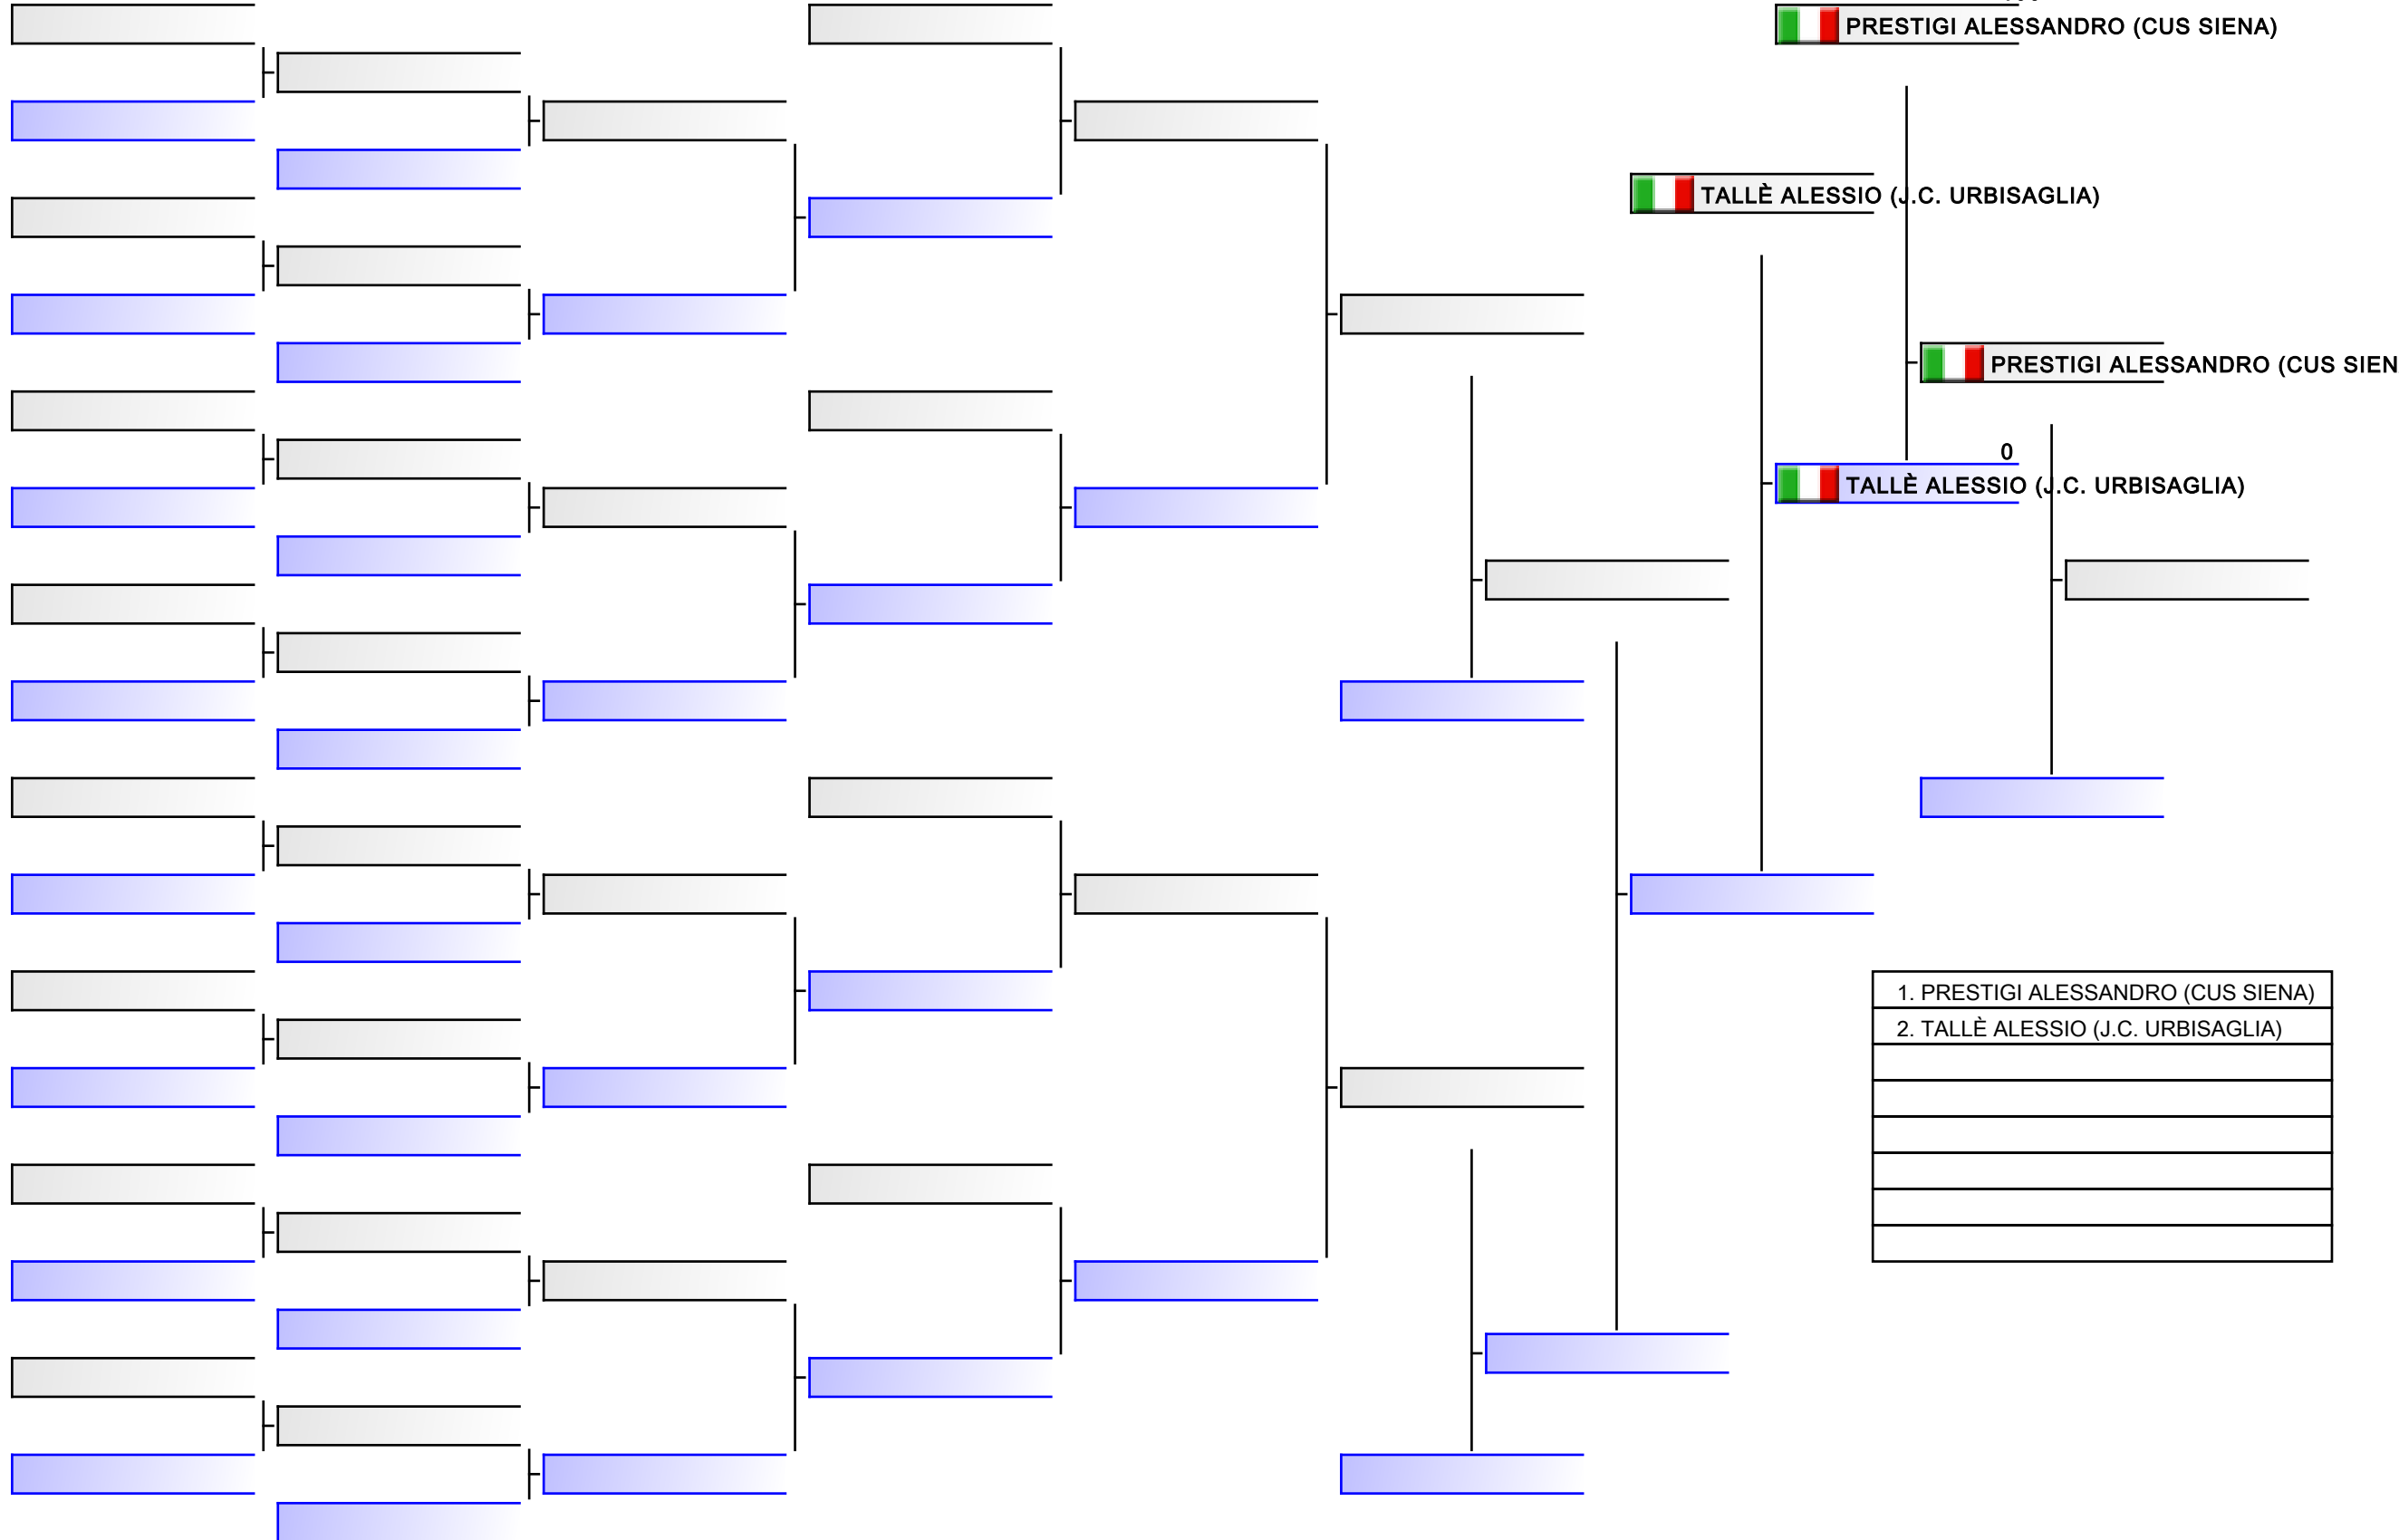 PRESTIGI ALESSANDRO (CUS SIENA)
TALLÈ ALESSIO (J.C. URBISAGLIA)
PRESTIGI ALESSANDRO (CUS SIEN
0
TALLÈ ALESSIO (J.C. URBISAGLIA)
1. PRESTIGI ALESSANDRO (CUS SIENA)
2. TALLÈ ALESSIO (J.C. URBISAGLIA)